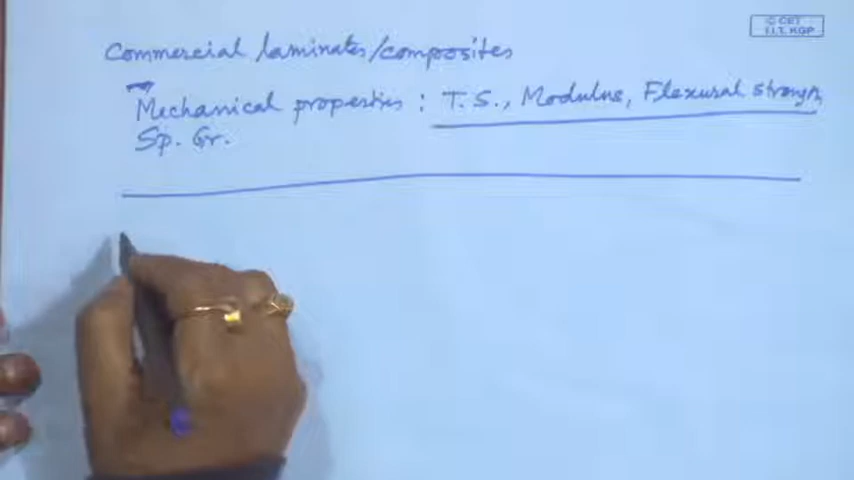 © CET
I.I.T. KGP
Commercial laminates/composites
Mechanical properties : T.S., Modulus, Flexural strength,
Sp. Gr.